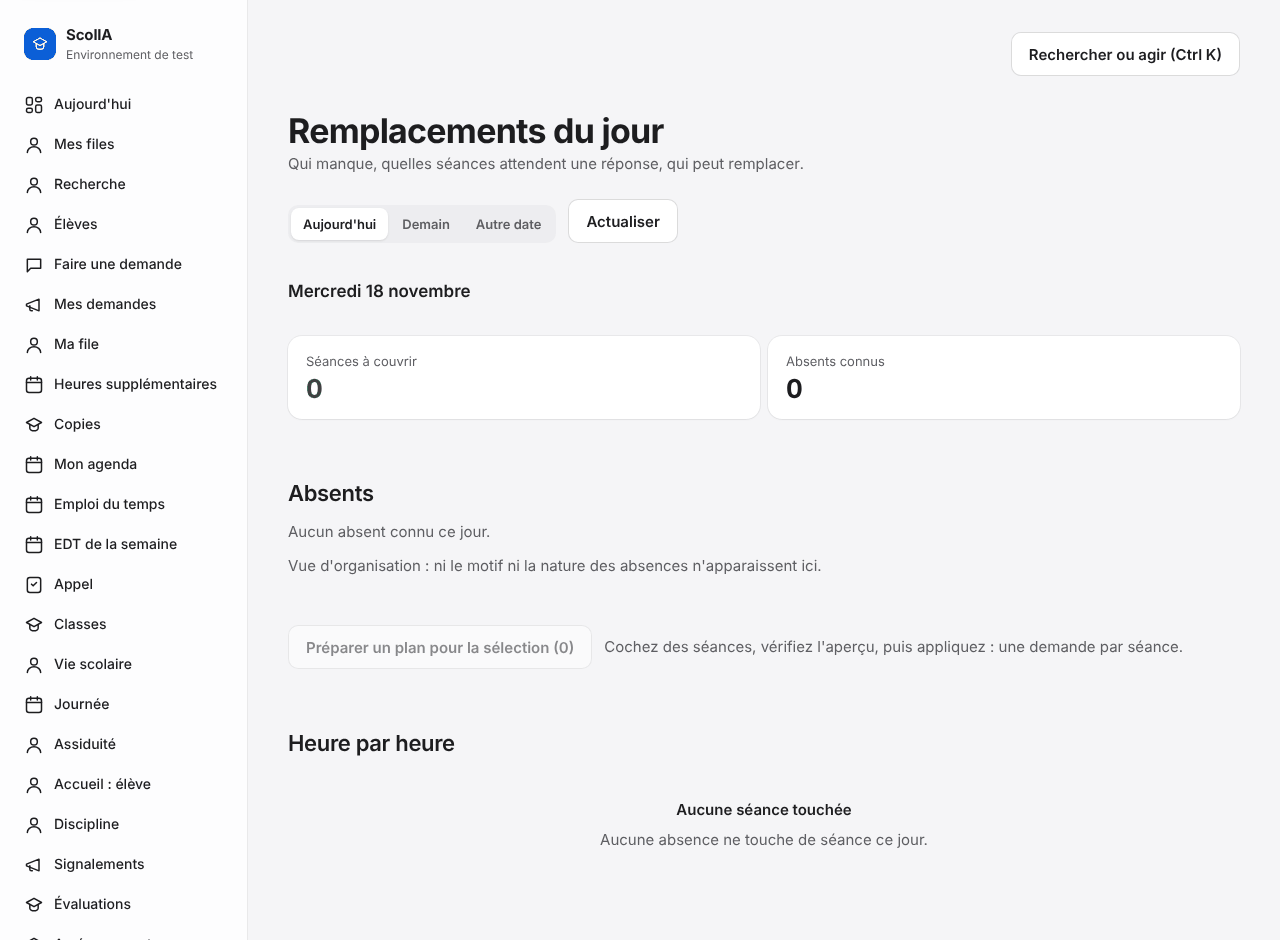 ScolIA
Environnement de test
Aujourd'hui
Mes files
Recherche
Élèves
Faire une demande
Mes demandes
Ma file
Heures supplémentaires
Copies
Mon agenda
Emploi du temps
EDT de la semaine
Appel
Classes
Vie scolaire
Journée
Assiduité
Accueil : élève
Discipline
Signalements
Évaluations
Rechercher ou agir (Ctrl K)
Remplacements du jour
Qui manque, quelles séances attendent une réponse, qui peut remplacer.
Aujourd'hui Demain Autre date Actualiser
Mercredi 18 novembre
Séances à couvrir
0
Absents connus
0
Absents
Aucun absent connu ce jour.
Vue d'organisation : ni le motif ni la nature des absences n'apparaissent ici.
Préparer un plan pour la sélection (0) Cochez des séances, vérifiez l'aperçu, puis appliquez : une demande par séance.
Heure par heure
Aucune séance touchée
Aucune absence ne touche de séance ce jour.